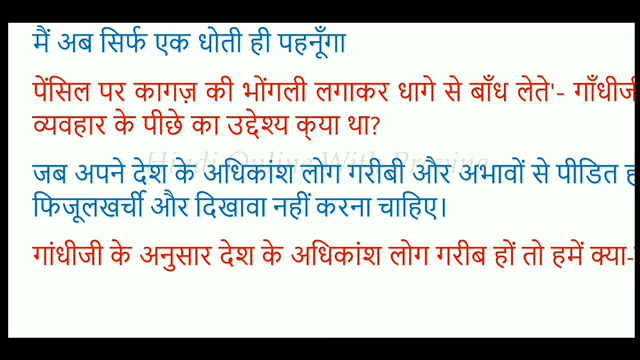 मैं अब सिर्फ एक धोती ही पहनूँगा
पेंसिल पर कागज़ की भोंगली लगाकर धागे से बाँध लेते'- गाँधीजी
व्यवहार के पीछे का उद्देश्य क्या था?
जब अपने देश के अधिकांश लोग गरीबी और अभावों से पीडित
फिजूलखर्ची और दिखावा नहीं करना चाहिए।
गांधीजी के अनुसार देश के अधिकांश लोग गरीब हों तो हमें क्या-